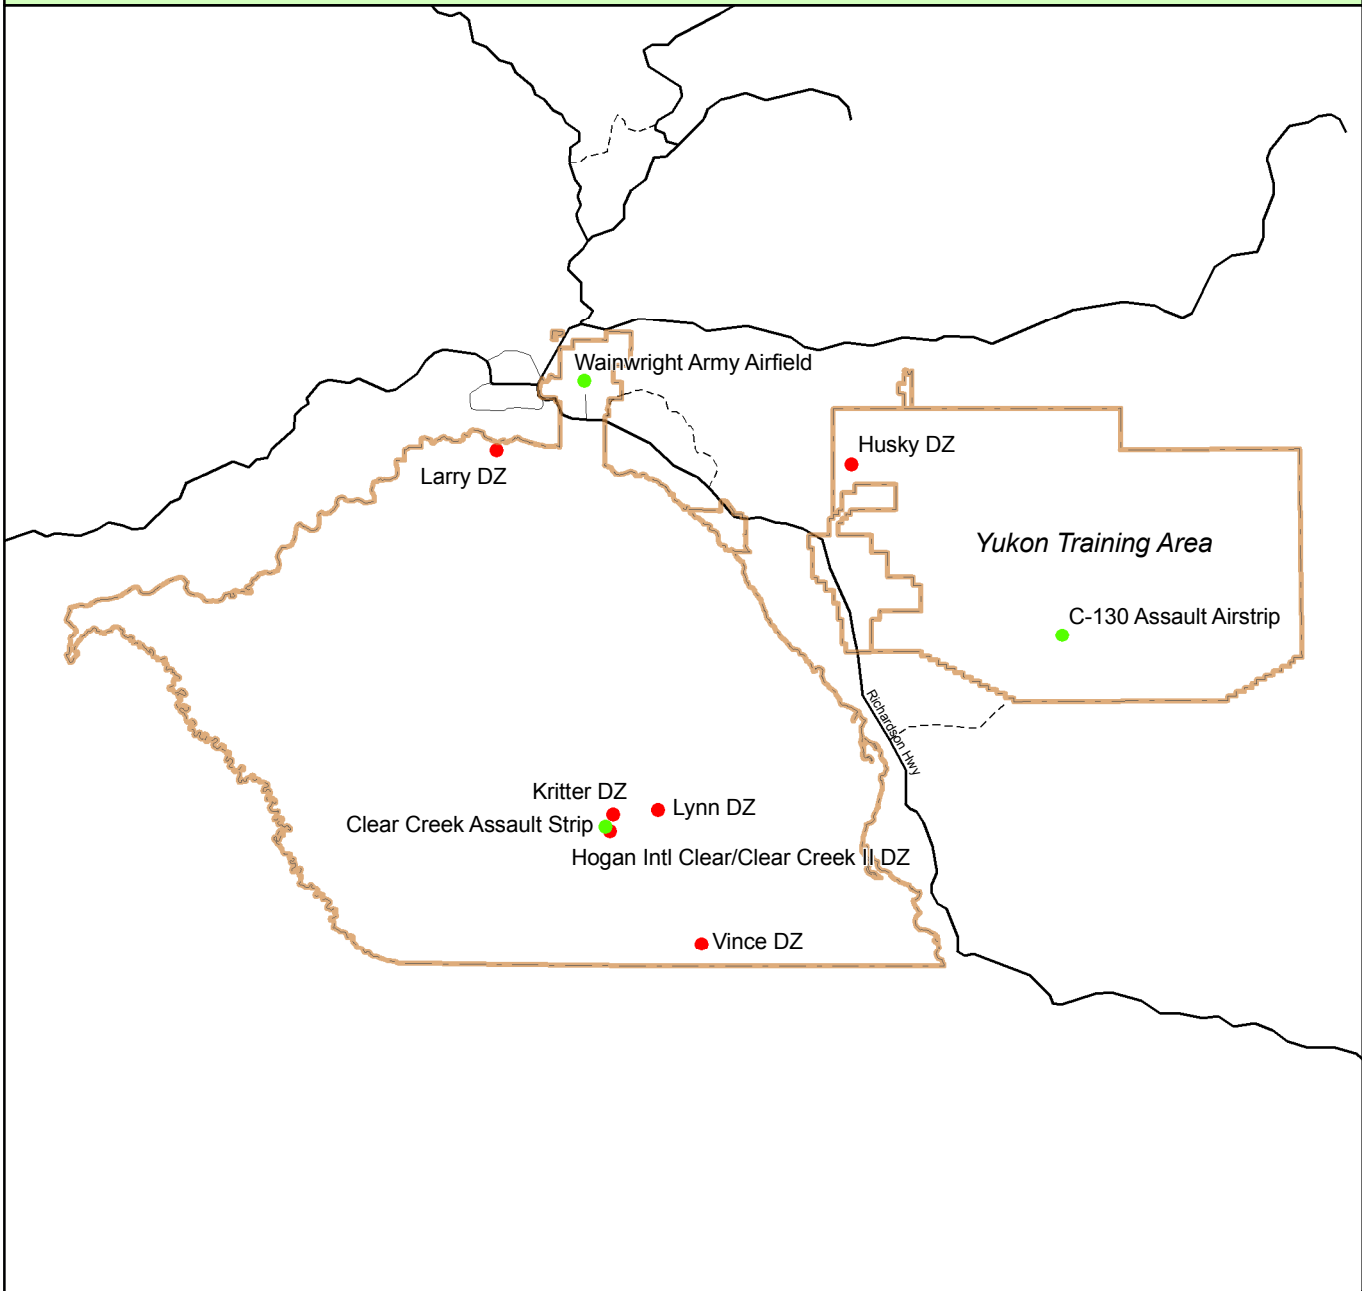 Wainwright Army Airfield
Husky DZ
Larry DZ
Yukon Training Area
C-130 Assault Airstrip
Richardson Hwy
Kritter DZ
Lynn DZ
Clear Creek Assault Strip
Hogan Intl Clear/Clear Creek II DZ
Vince DZ